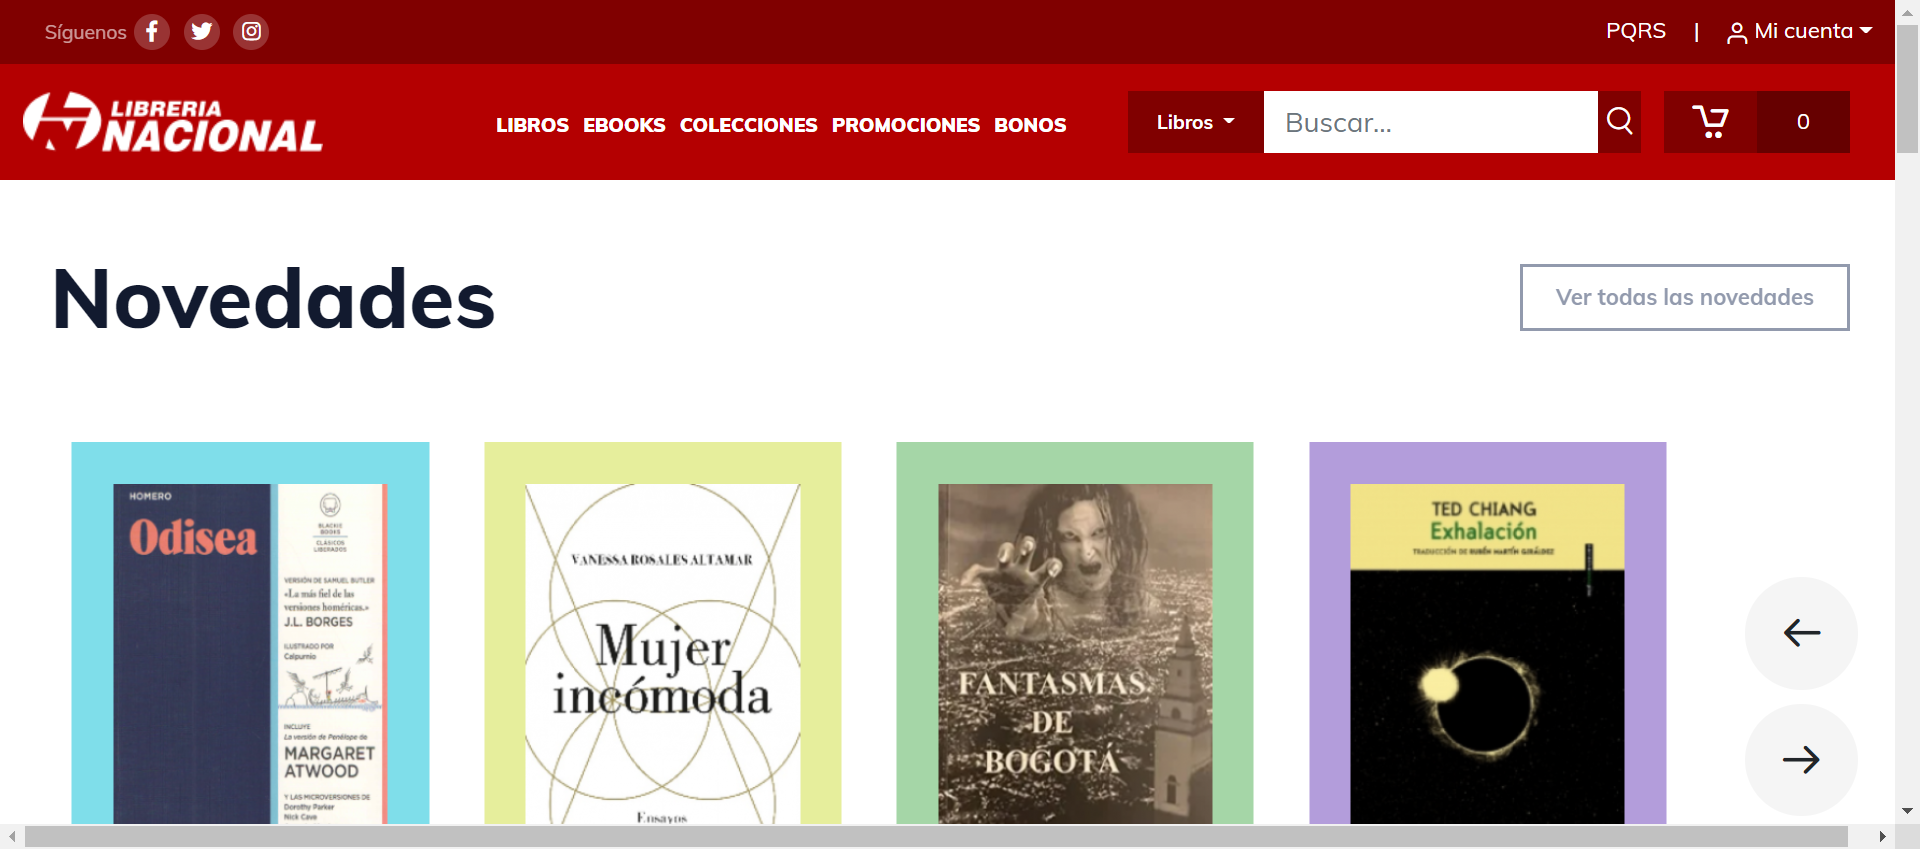 Síguenos
PQRS | Mi cuenta
LIBRERIA
NACIONAL
LIBROS EBOOKS COLECCIONES PROMOCIONES BONOS
Libros
Buscar...
0
Novedades
Ver todas las novedades
HOMERO
Odisea
BLACKIE
BOOKS
CLÁSICOS
LIBERADOS
VERSIÓN DE SAMUEL BUTLER
«La más fiel de las
versiones homéricas.»
J.L. BORGES
ILUSTRADO POR
Calpurnio
INCLUYE
La versión de Penélope de
MARGARET
ATWOOD
Y LAS MICROVERSIONES DE
Dorothy Parker
Nick Cave
VANESSA ROSALES ALTAMAR
Mujer
incómoda
Ensayos
FANTASMAS
DE
BOGOTÁ
TED CHIANG
Exhalación
TRADUCCIÓN DE RUBÉN MARTÍN GIRÁLDEZ